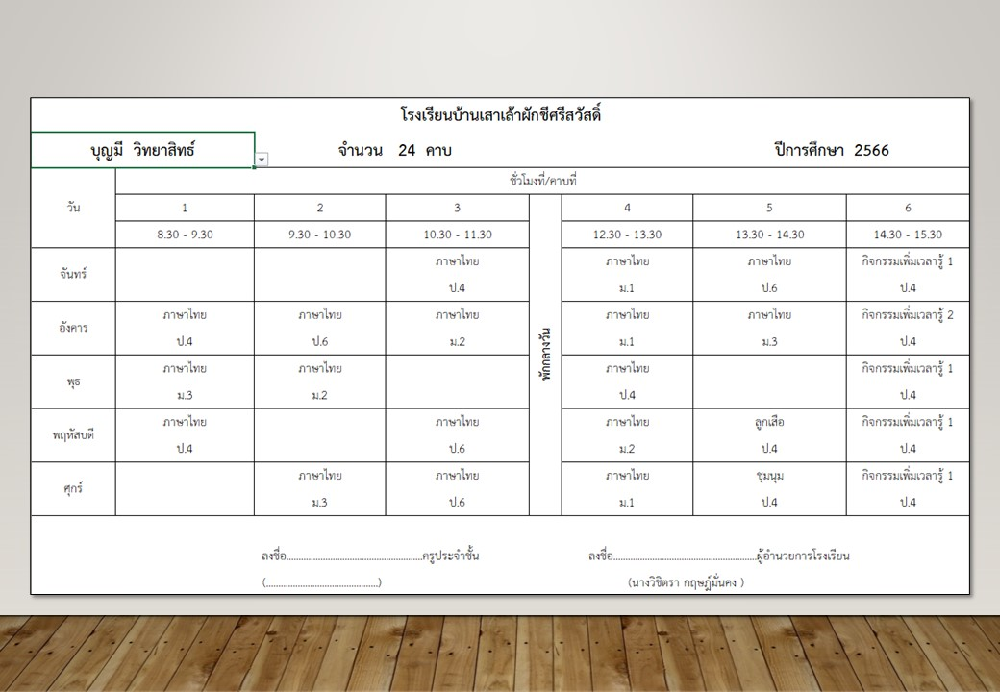 โรงเรียนบ้านเสาเล้าผักชีศรีสวัสดิ์
บุญมี วิทยาสิทธ์ จำนวน 24 คาบ ปีการศึกษา 2566
วัน ชั่วโมงที่/คาบที่
1 2 3 4 5 6
8.30 - 9.30 9.30 - 10.30 10.30 - 11.30 พักกลางวัน 12.30 - 13.30 13.30 - 14.30 14.30 - 15.30
จันทร์ ภาษาไทย ภาษาไทย ภาษาไทย กิจกรรมเพิ่มเวลารู้ 1
ป.4 ม.1 ป.6 ป.4
อังคาร ภาษาไทย ภาษาไทย ภาษาไทย ภาษาไทย ภาษาไทย กิจกรรมเพิ่มเวลารู้ 2
ป.4 ป.6 ม.2 ม.1 ม.3 ป.4
พุธ ภาษาไทย ภาษาไทย ภาษาไทย กิจกรรมเพิ่มเวลารู้ 1
ม.3 ม.2 ป.4 ป.4
พฤหัสบดี ภาษาไทย ภาษาไทย ภาษาไทย ลูกเสือ กิจกรรมเพิ่มเวลารู้ 1
ป.4 ป.6 ม.2 ป.4 ป.4
ศุกร์ ภาษาไทย ภาษาไทย ภาษาไทย ชุมนุม กิจกรรมเพิ่มเวลารู้ 1
ม.3 ป.6 ม.1 ป.4 ป.4
ลงชื่อ......................................................ครูประจำชั้น ลงชื่อ.........................................................ผู้อำนวยการโรงเรียน
(.............................................) (นางวิชิตรา กฤษฎ์มั่นคง )